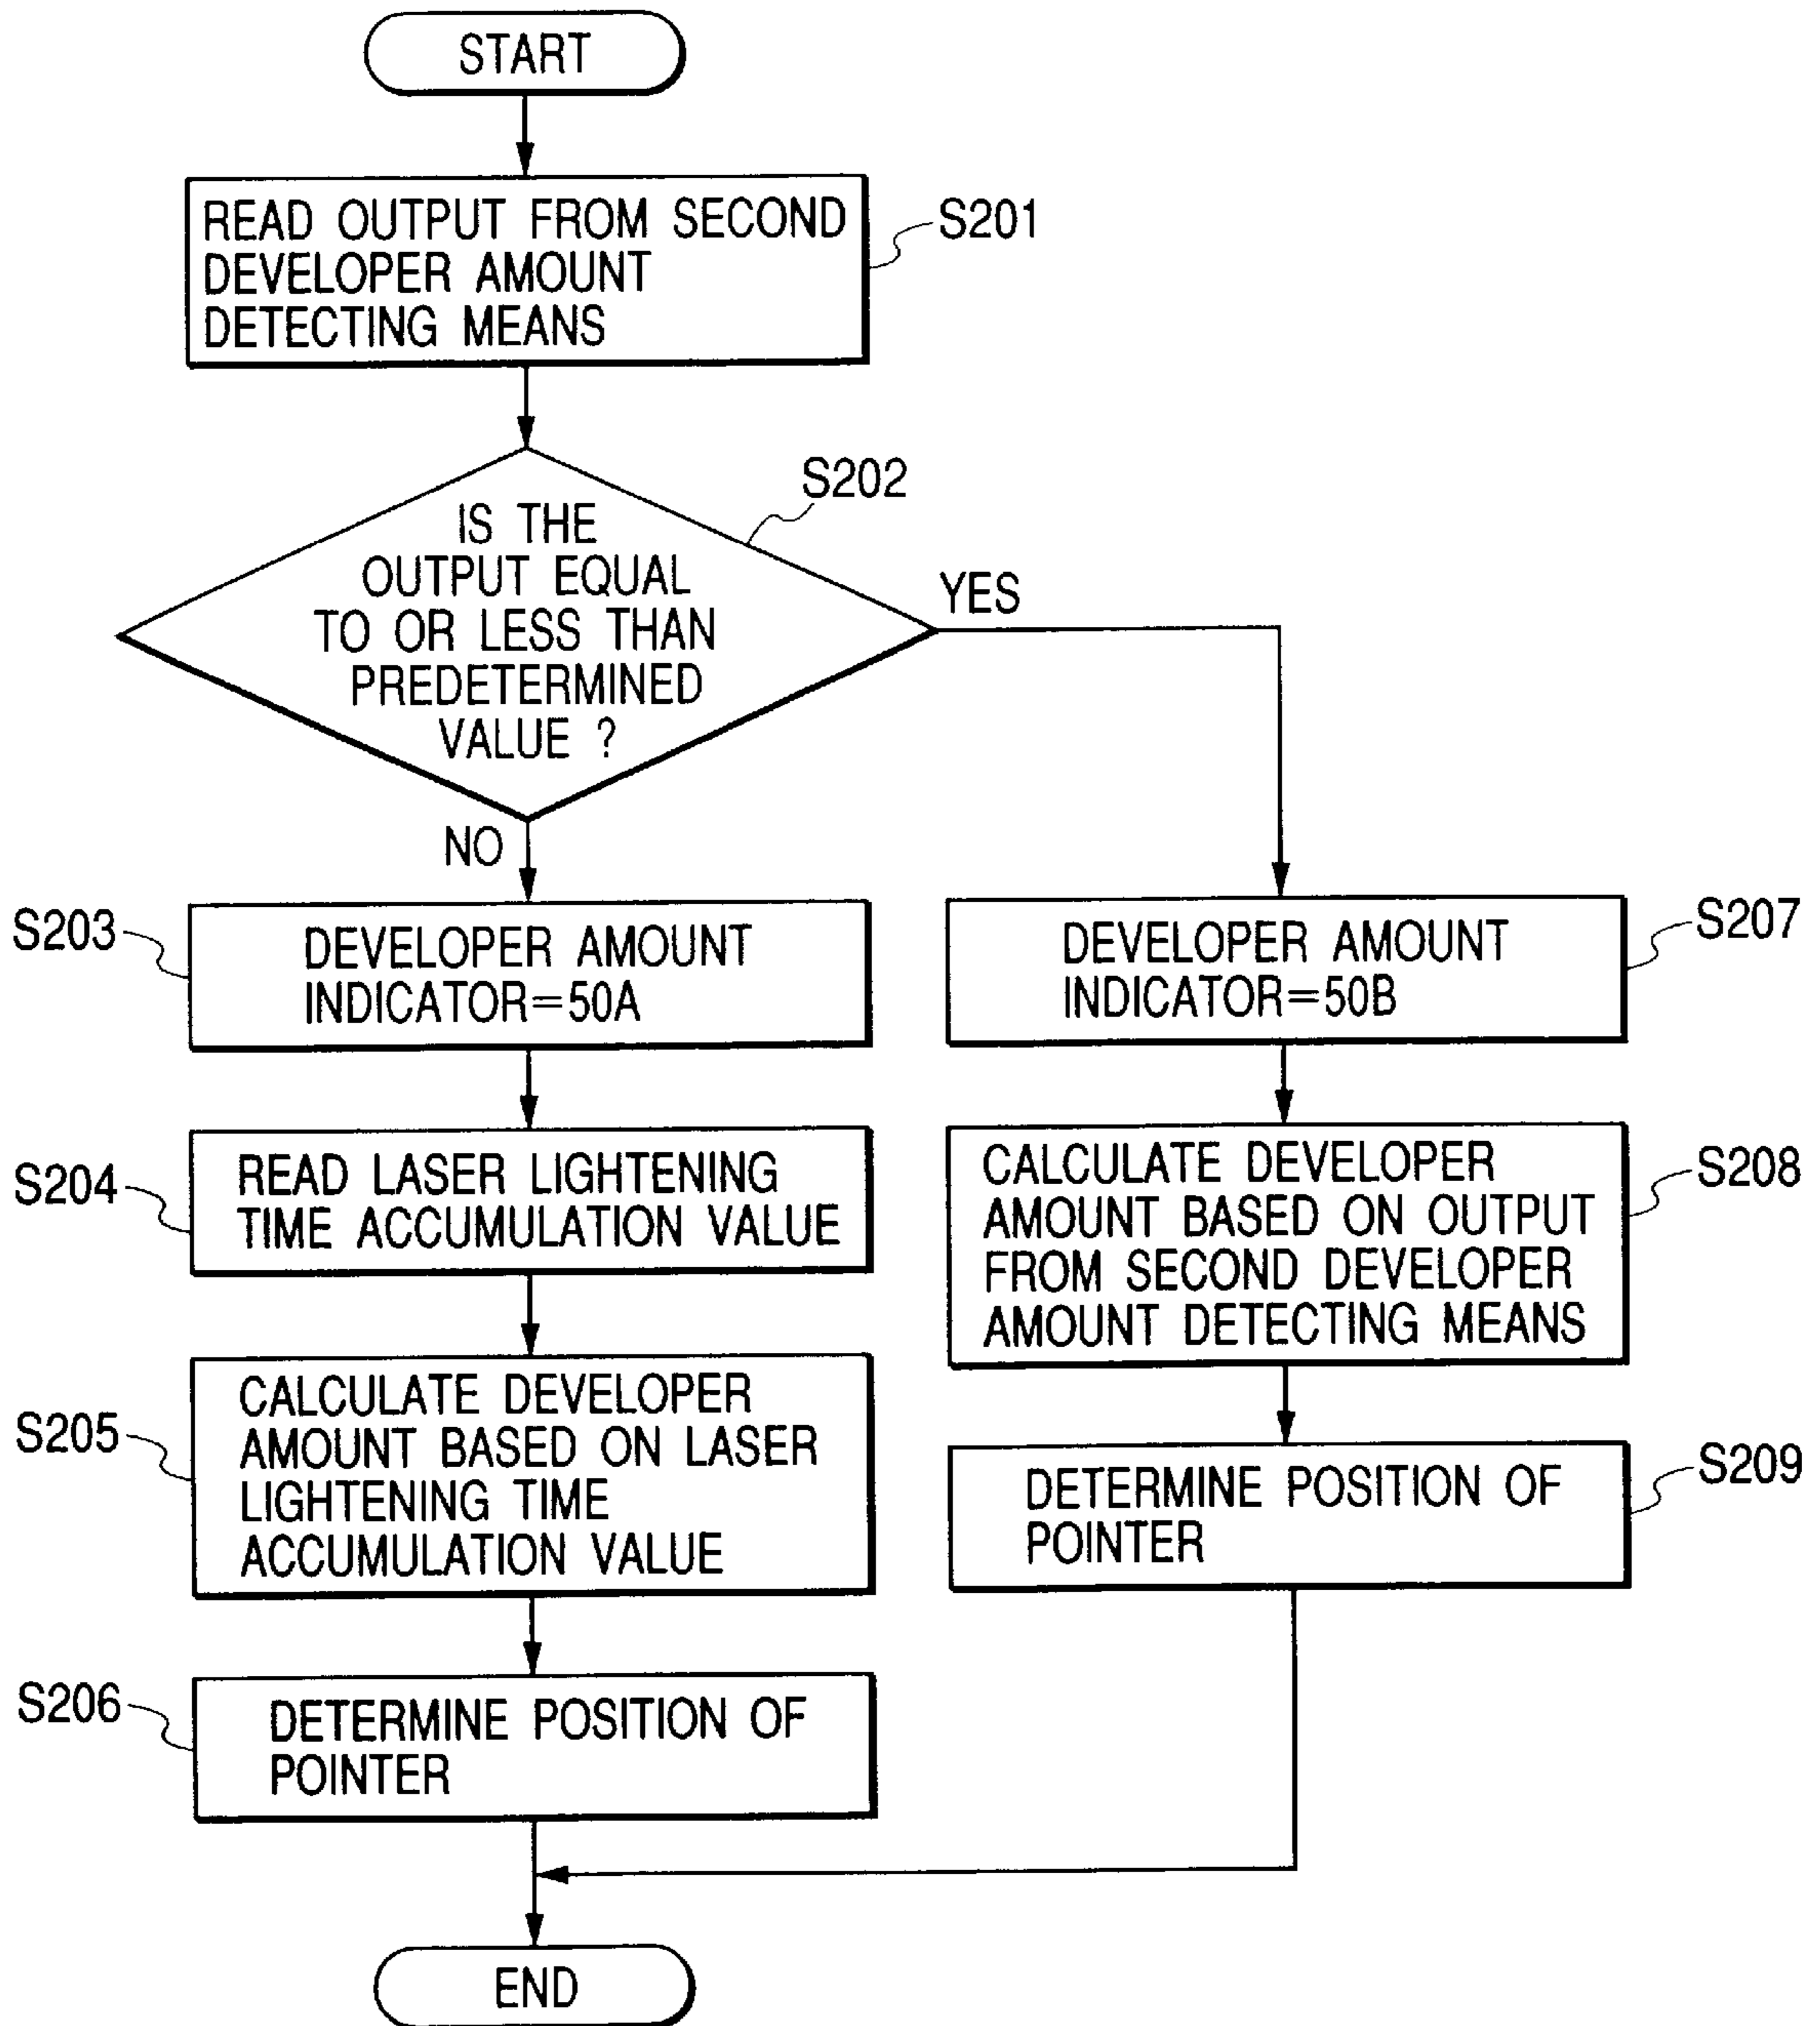 START
READ OUTPUT FROM SECOND
DEVELOPER AMOUNT
DETECTING MEANS
S201
S202
IS THE
OUTPUT EQUAL
TO OR LESS THAN
PREDETERMINED
VALUE ?
YES
NO
S203
DEVELOPER AMOUNT
INDICATOR=50A
S204
READ LASER LIGHTENING
TIME ACCUMULATION VALUE
S205
CALCULATE DEVELOPER
AMOUNT BASED ON LASER
LIGHTENING TIME
ACCUMULATION VALUE
S206
DETERMINE POSITION OF
POINTER
DEVELOPER AMOUNT
INDICATOR=50B
S207
CALCULATE DEVELOPER
AMOUNT BASED ON OUTPUT
FROM SECOND DEVELOPER
AMOUNT DETECTING MEANS
S208
DETERMINE POSITION OF
POINTER
S209
END